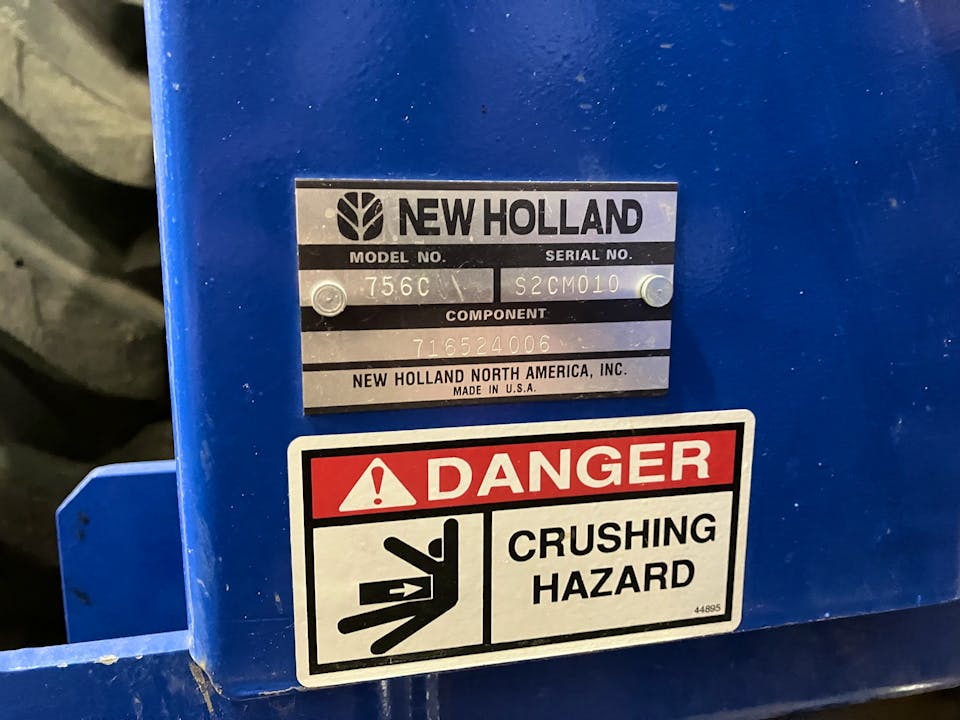 NEW HOLLAND
MODEL NO. SERIAL NO.
756C S2CM010
COMPONENT
716524006
NEW HOLLAND NORTH AMERICA, INC.
MADE IN U.S.A.
DANGER
CRUSHING
HAZARD
44895